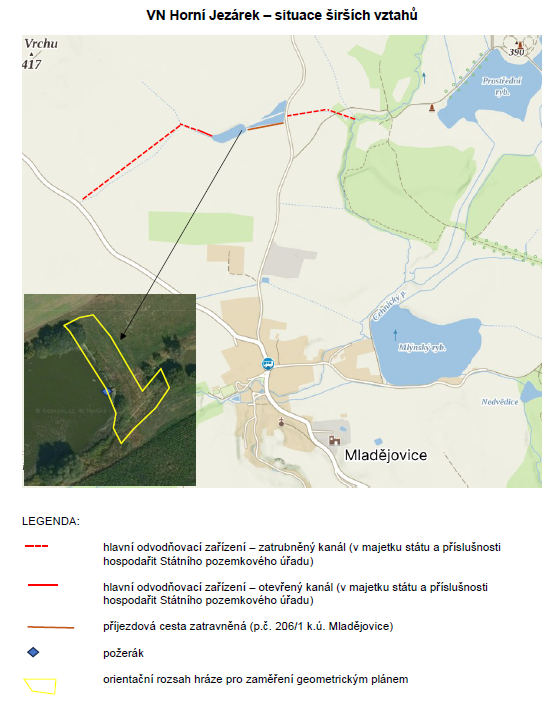 VN Horní Jezárek – situace širších vztahů
Vrchu
417
390
Prostřední
ryb.
Cehnický p.
Mlýnský ryb.
Nedvědice
Mladějovice
LEGENDA:
hlavní odvodňovací zařízení – zatrubněný kanál (v majetku státu a příslušnosti
hospodařit Státního pozemkového úřadu)
hlavní odvodňovací zařízení – otevřený kanál (v majetku státu a příslušnosti
hospodařit Státního pozemkového úřadu)
příjezdová cesta zatravněná (p.č. 206/1 k.ú. Mladějovice)
požerák
orientační rozsah hráze pro zaměření geometrickým plánem